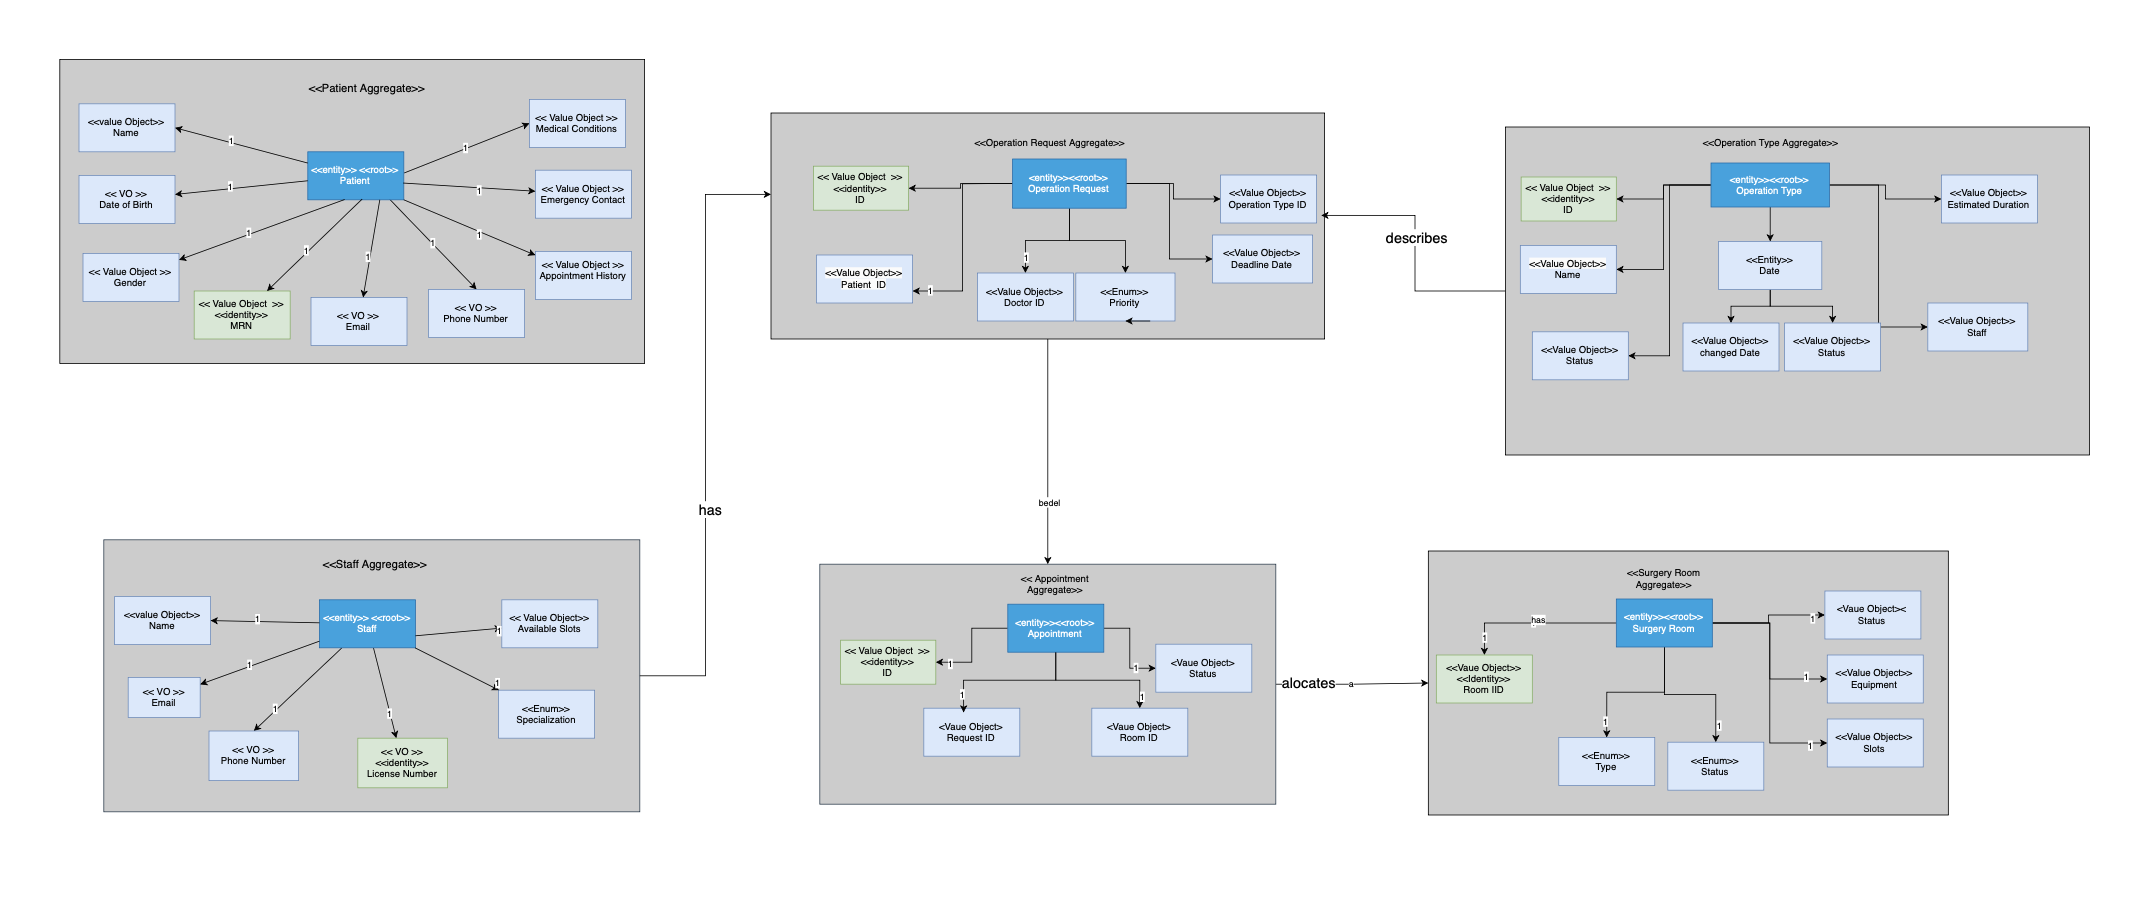 <<Patient Aggregate>>
<<value Object>>
Name
<< Value Object >>
Medical Conditions
1
1
<<entity>> <<root>>
Patient
<< VO >>
Date of Birth
1
1
<< Value Object >>
Emergency Contact
<< Value Object >>
Gender
1
1
1
1
1
<< Value Object >>
Appointment History
<< Value Object >>
<<identity>>
MRN
<< VO >>
Email
<< VO >>
Phone Number
<<Operation Request Aggregate>>
<< Value Object >>
<<identity>>
ID
<entity>><<root>>
Operation Request
<<Value Object>>
Operation Type ID
<<Value Object>>
Patient ID
1
1
<<Value Object>>
Deadline Date
<<Value Object>>
Doctor ID
<<Enum>>
Priority
describes
<<Operation Type Aggregate>>
<< Value Object >>
<<identity>>
ID
<entity>><<root>>
Operation Type
<<Value Object>>
Estimated Duration
<<Value Object>>
Name
<<Entity>>
Date
<<Value Object>>
Status
<<Value Object>>
changed Date
<<Value Object>>
Status
<<Value Object>>
Staff
has
bedel
<<Staff Aggregate>>
<<value Object>>
Name
1
<<entity>> <<root>>
Staff
1
<< Value Object>>
Available Slots
<< VO >>
Email
1
1
1
1
<<Enum>>
Specialization
<< VO >>
Phone Number
<< VO >>
<<identity>>
License Number
<< Appointment
Aggregate>>
<entity>><<root>>
Appointment
<< Value Object >>
<<identity>>
ID
1
1
<Vaue Object>
Status
1
1
<Vaue Object>
Request ID
<Vaue Object>
Room ID
alocates
a
<<Surgery Room
Aggregate>>
has
1
<entity>><<root>>
Surgery Room
1
<Vaue Object><
Status
<<Vaue Object>>
<<Identity>>
Room IID
1
<<Value Object>>
Equipment
1
1
1
<<Value Object>>
Slots
<<Enum>>
Type
<<Enum>>
Status